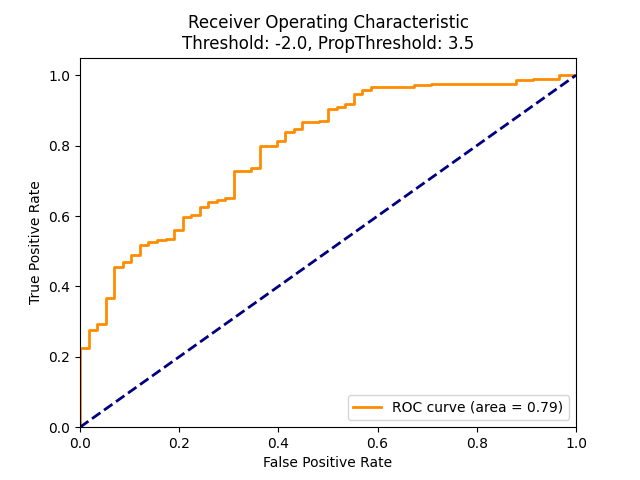 Receiver Operating Characteristic
Threshold: -2.0, PropThreshold: 3.5
1.0
0.8
0.6
0.4
0.2
0.0
True Positive Rate
ROC curve (area = 0.79)
0.0 0.2 0.4 0.6 0.8 1.0
False Positive Rate